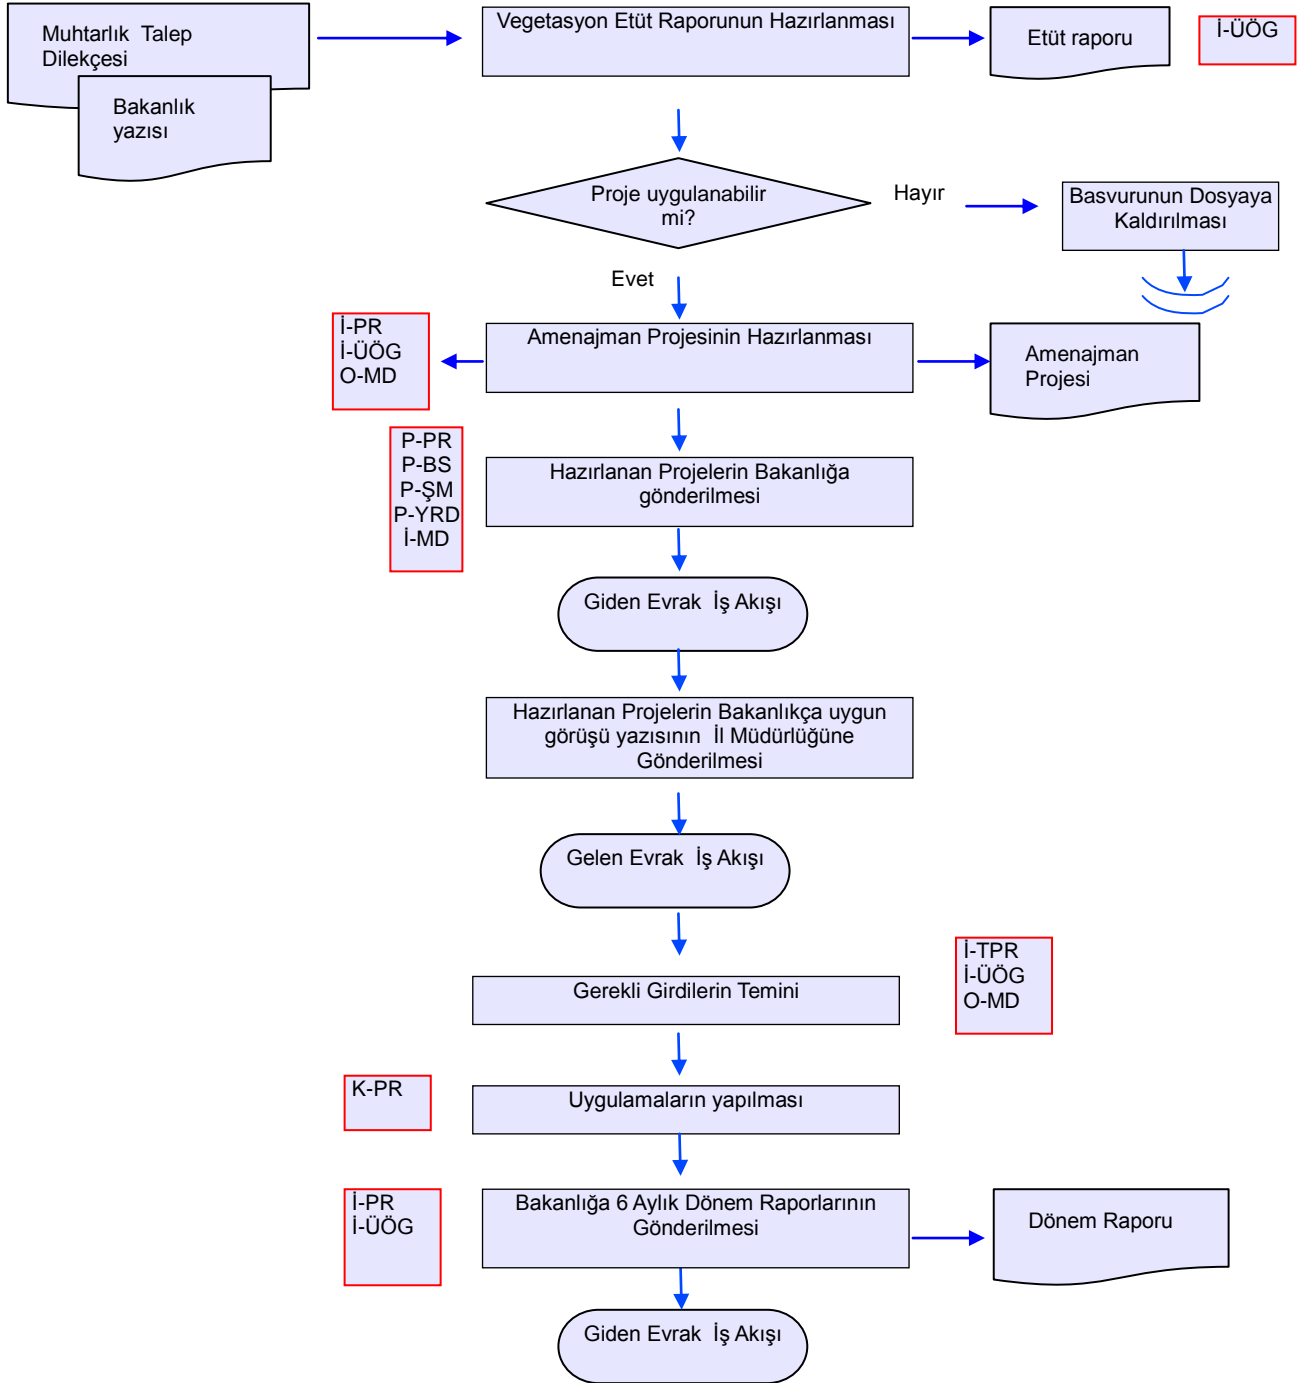 Muhtarlık Talep
Dilekçesi
Bakanlık
yazısı
Vegetasyon Etüt Raporunun Hazırlanması
Etüt raporu
İ-ÜÖG
Proje uygulanabilir
mi?
Hayır
Basvurunun Dosyaya
Kaldırılması
Evet
İ-PR
İ-ÜÖG
O-MD
Amenajman Projesinin Hazırlanması
Amenajman
Projesi
P-PR
P-BS
P-ŞM
P-YRD
İ-MD
Hazırlanan Projelerin Bakanlığa
gönderilmesi
Giden Evrak İş Akışı
Hazırlanan Projelerin Bakanlıkça uygun
görüşü yazısının İl Müdürlüğüne
Gönderilmesi
Gelen Evrak İş Akışı
İ-TPR
İ-ÜÖG
O-MD
Gerekli Girdilerin Temini
K-PR
Uygulamaların yapılması
İ-PR
İ-ÜÖG
Bakanlığa 6 Aylık Dönem Raporlarının
Gönderilmesi
Dönem Raporu
Giden Evrak İş Akışı